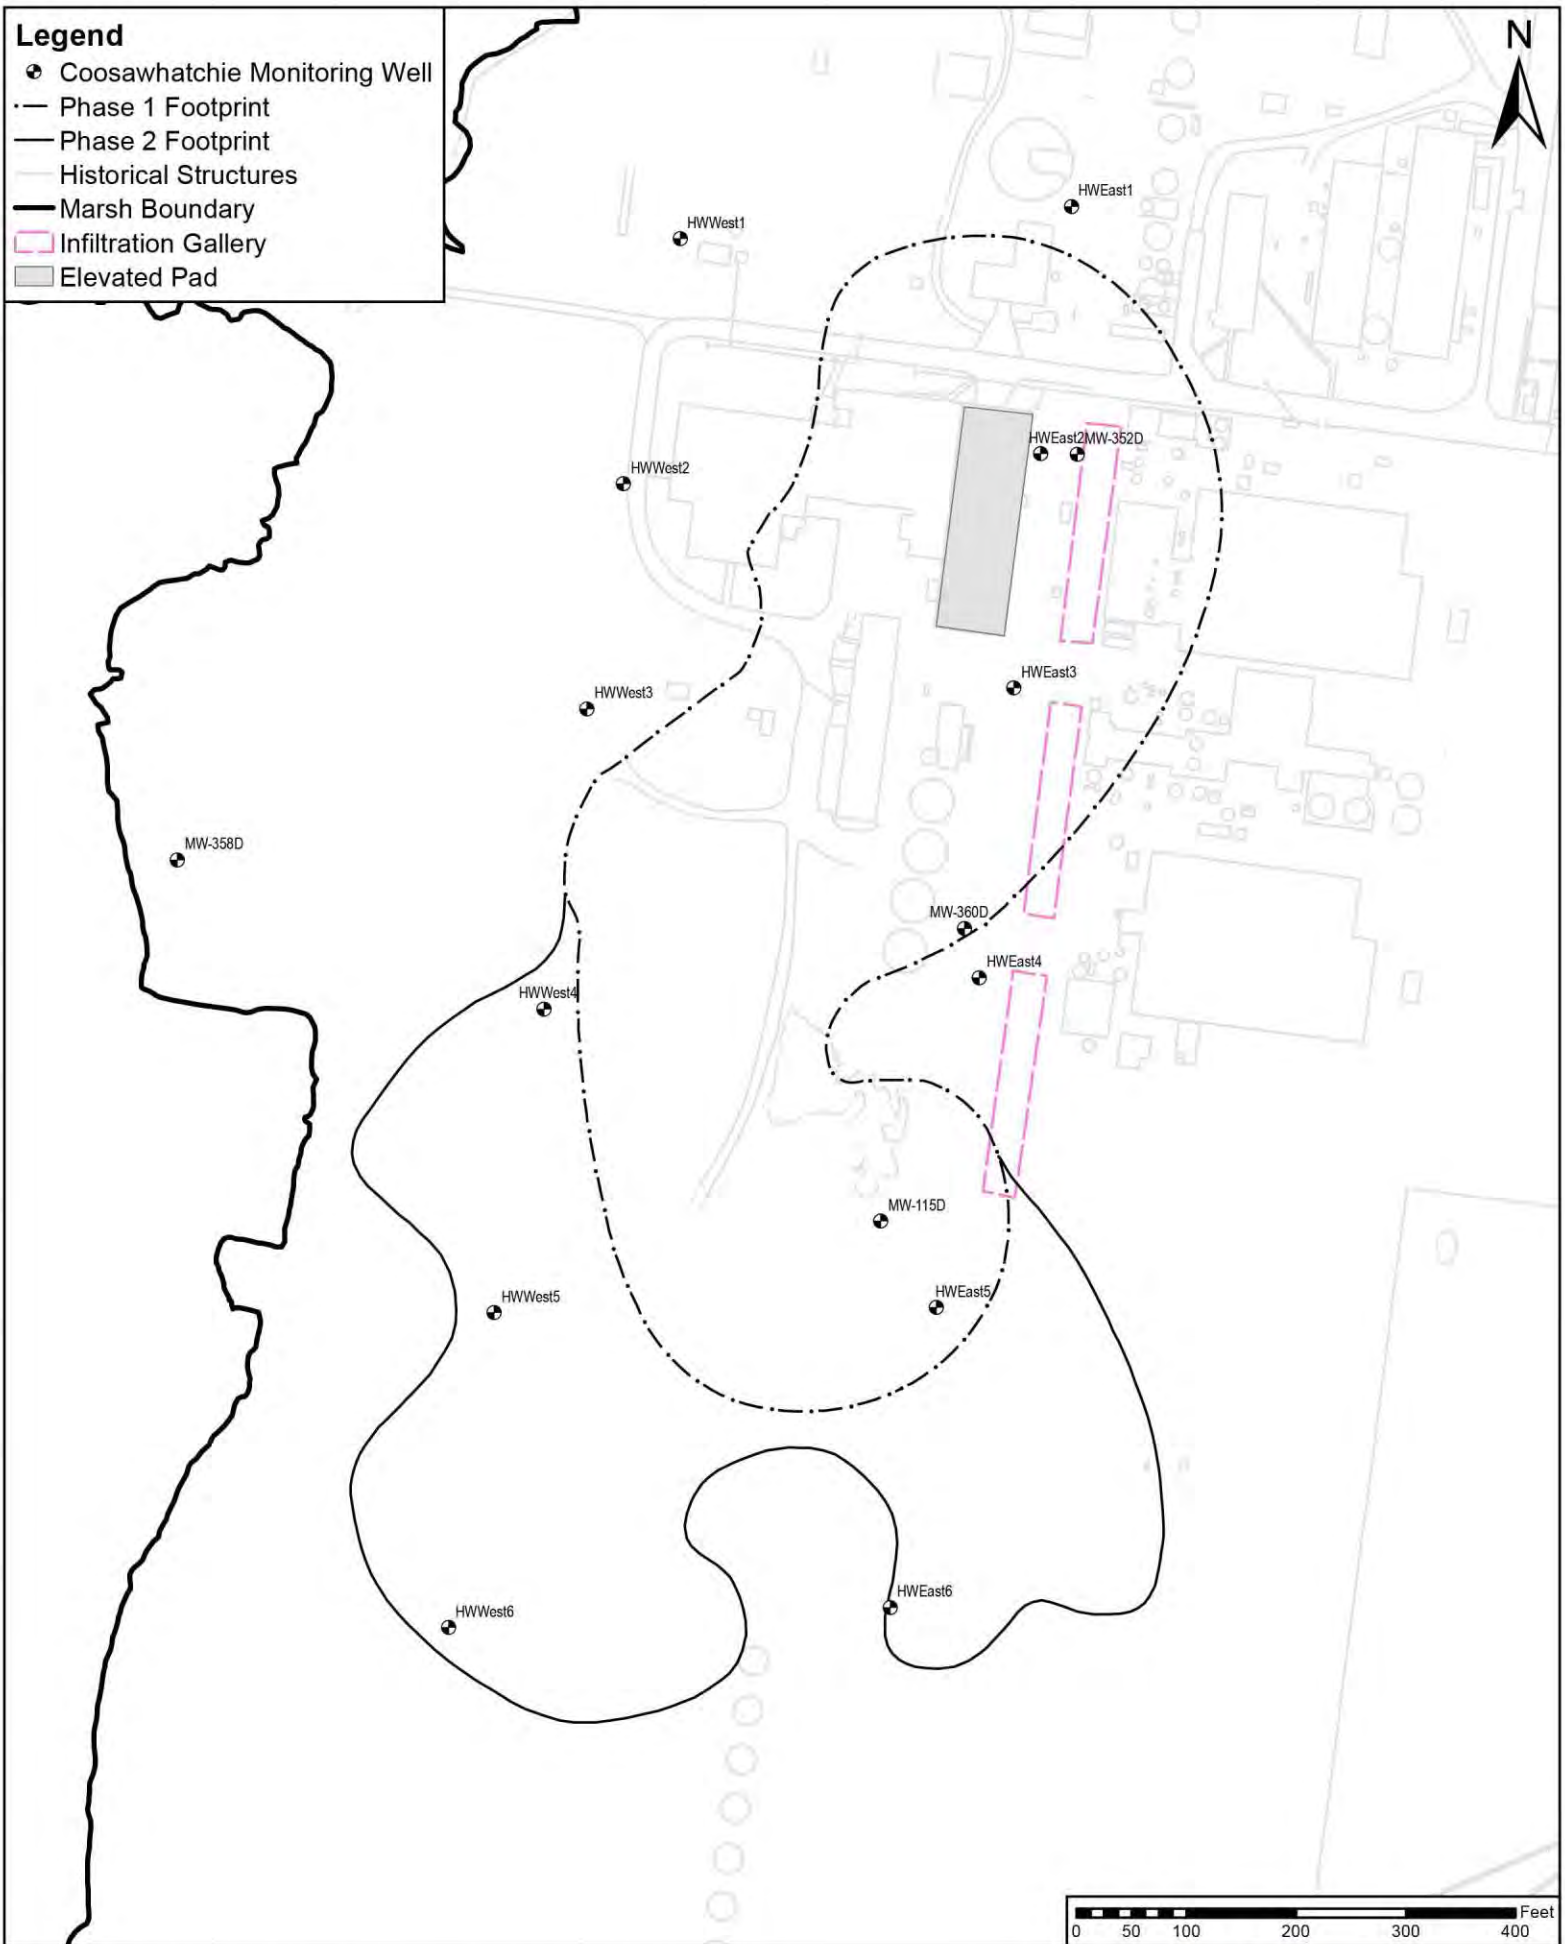 Legend
Coosawhatchie Monitoring Well
Phase 1 Footprint
Phase 2 Footprint
Historical Structures
Marsh Boundary
Infiltration Gallery
Elevated Pad
N
HWEast1
HWWest1
HWEast2
MW-352D
HWWest2
HWEast3
HWWest3
MW-358D
MW-360D
HWEast4
HWWest4
MW-115D
HWWest5
HWEast5
HWEast6
HWWest6
Feet
0 50 100 200 300 400